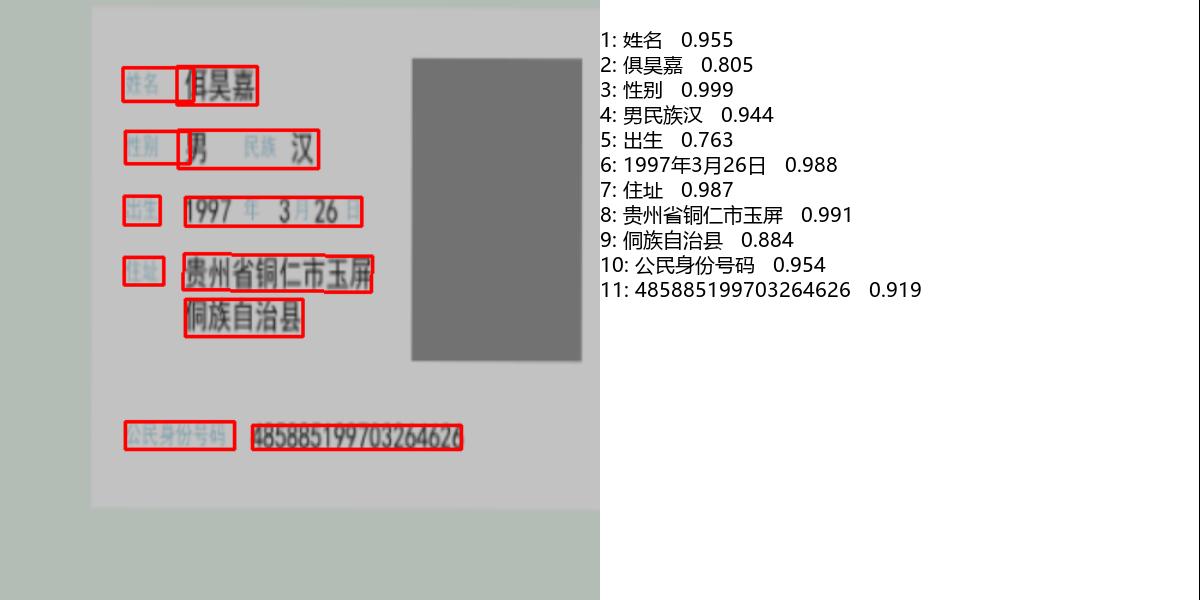 姓名 昊嘉
性别 男 民族 汉
出生 1997 年 3 月 26 日
住址 贵州省铜仁市玉屏
侗族自治县
公民身份号码 485885199703264626
1: 姓名 0.955
2: 俱昊嘉 0.805
3: 性别 0.999
4: 男民族汉 0.944
5: 出生 0.763
6: 1997年3月26日 0.988
7: 住址 0.987
8: 贵州省铜仁市玉屏 0.991
9: 侗族自治县 0.884
10: 公民身份号码 0.954
11: 485885199703264626 0.919